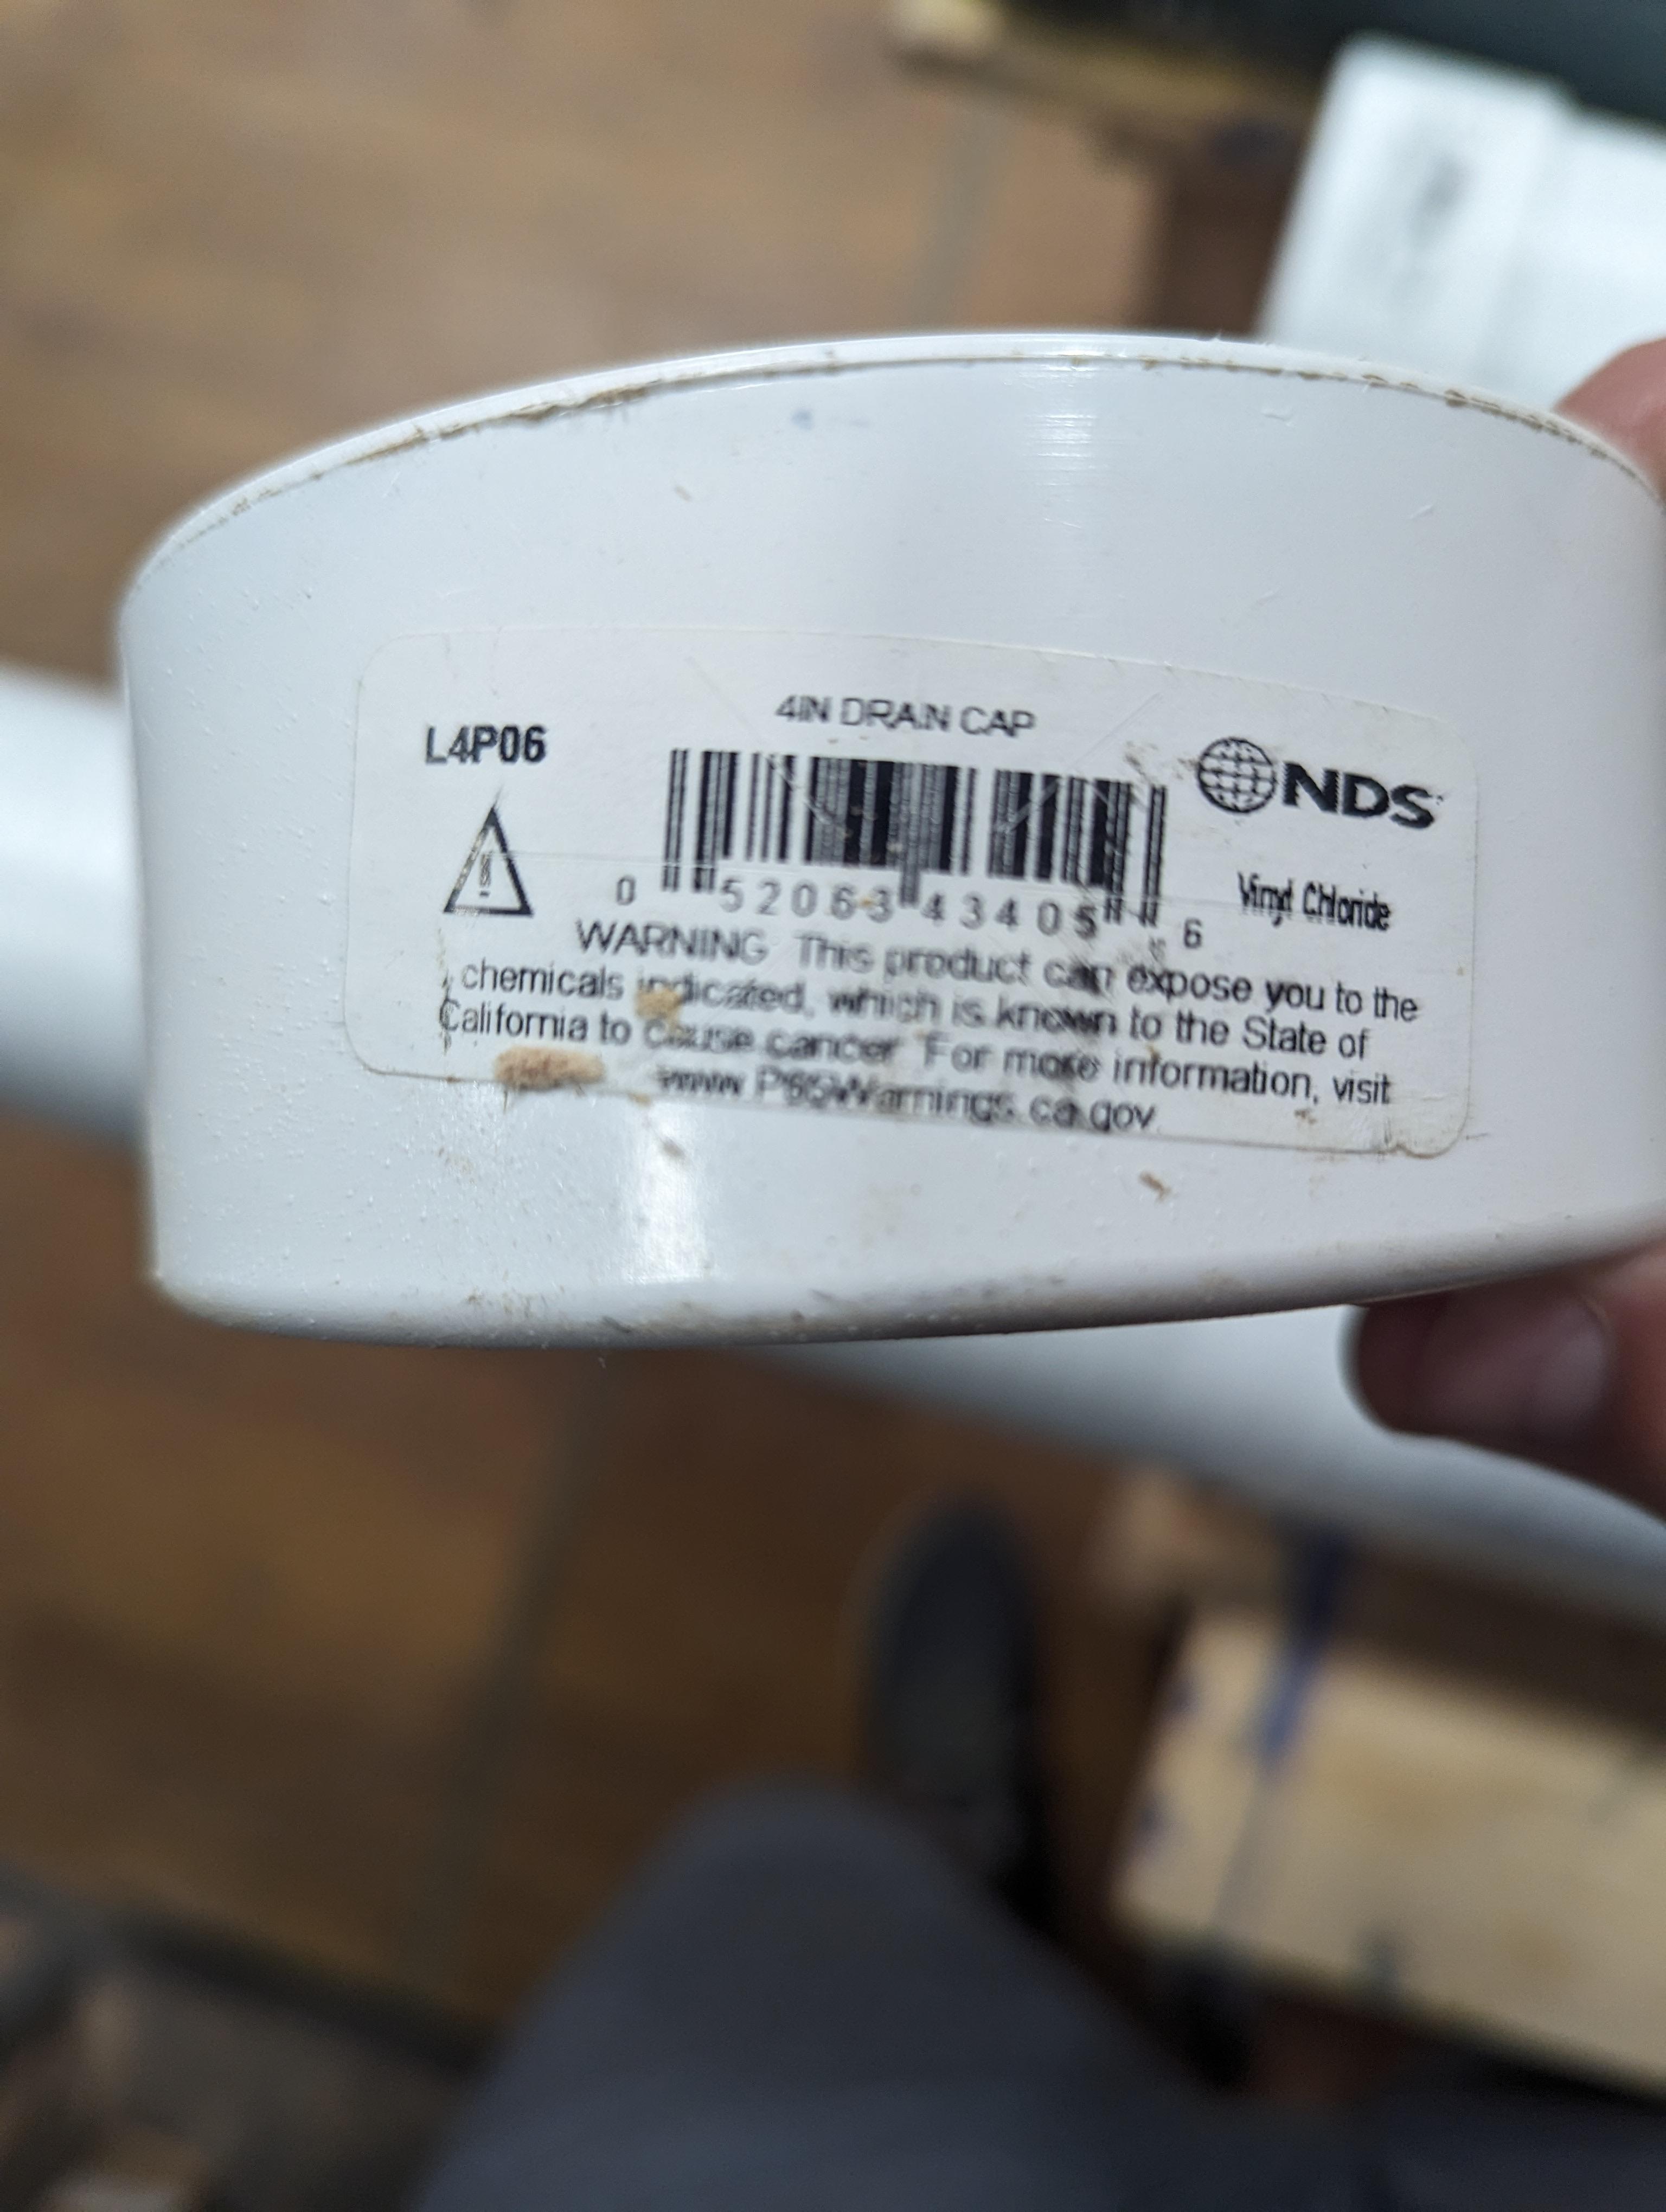 4IN DRAIN CAP
L4P06
NDS
0 52063 43405 6
Vinyl Chloride
WARNING This product can expose you to the
chemicals indicated, which is known to the State of
California to cause cancer For more information, visit
www.P65Warnings.ca.gov